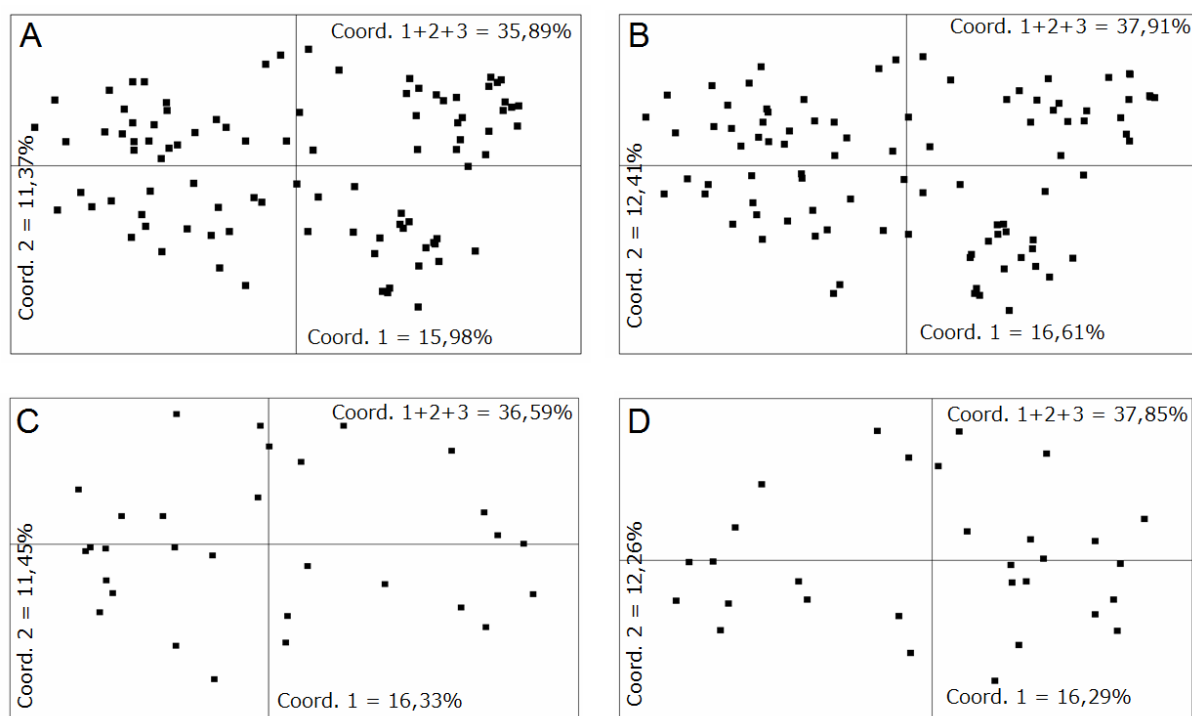 A
Coord. 1+2+3 = 35,89%
Coord. 2 = 11,37%
Coord. 1 = 15,98%
B
Coord. 1+2+3 = 37,91%
Coord. 2 = 12,41%
Coord. 1 = 16,61%
C
Coord. 1+2+3 = 36,59%
Coord. 2 = 11,45%
Coord. 1 = 16,33%
D
Coord. 1+2+3 = 37,85%
Coord. 2 = 12,26%
Coord. 1 = 16,29%